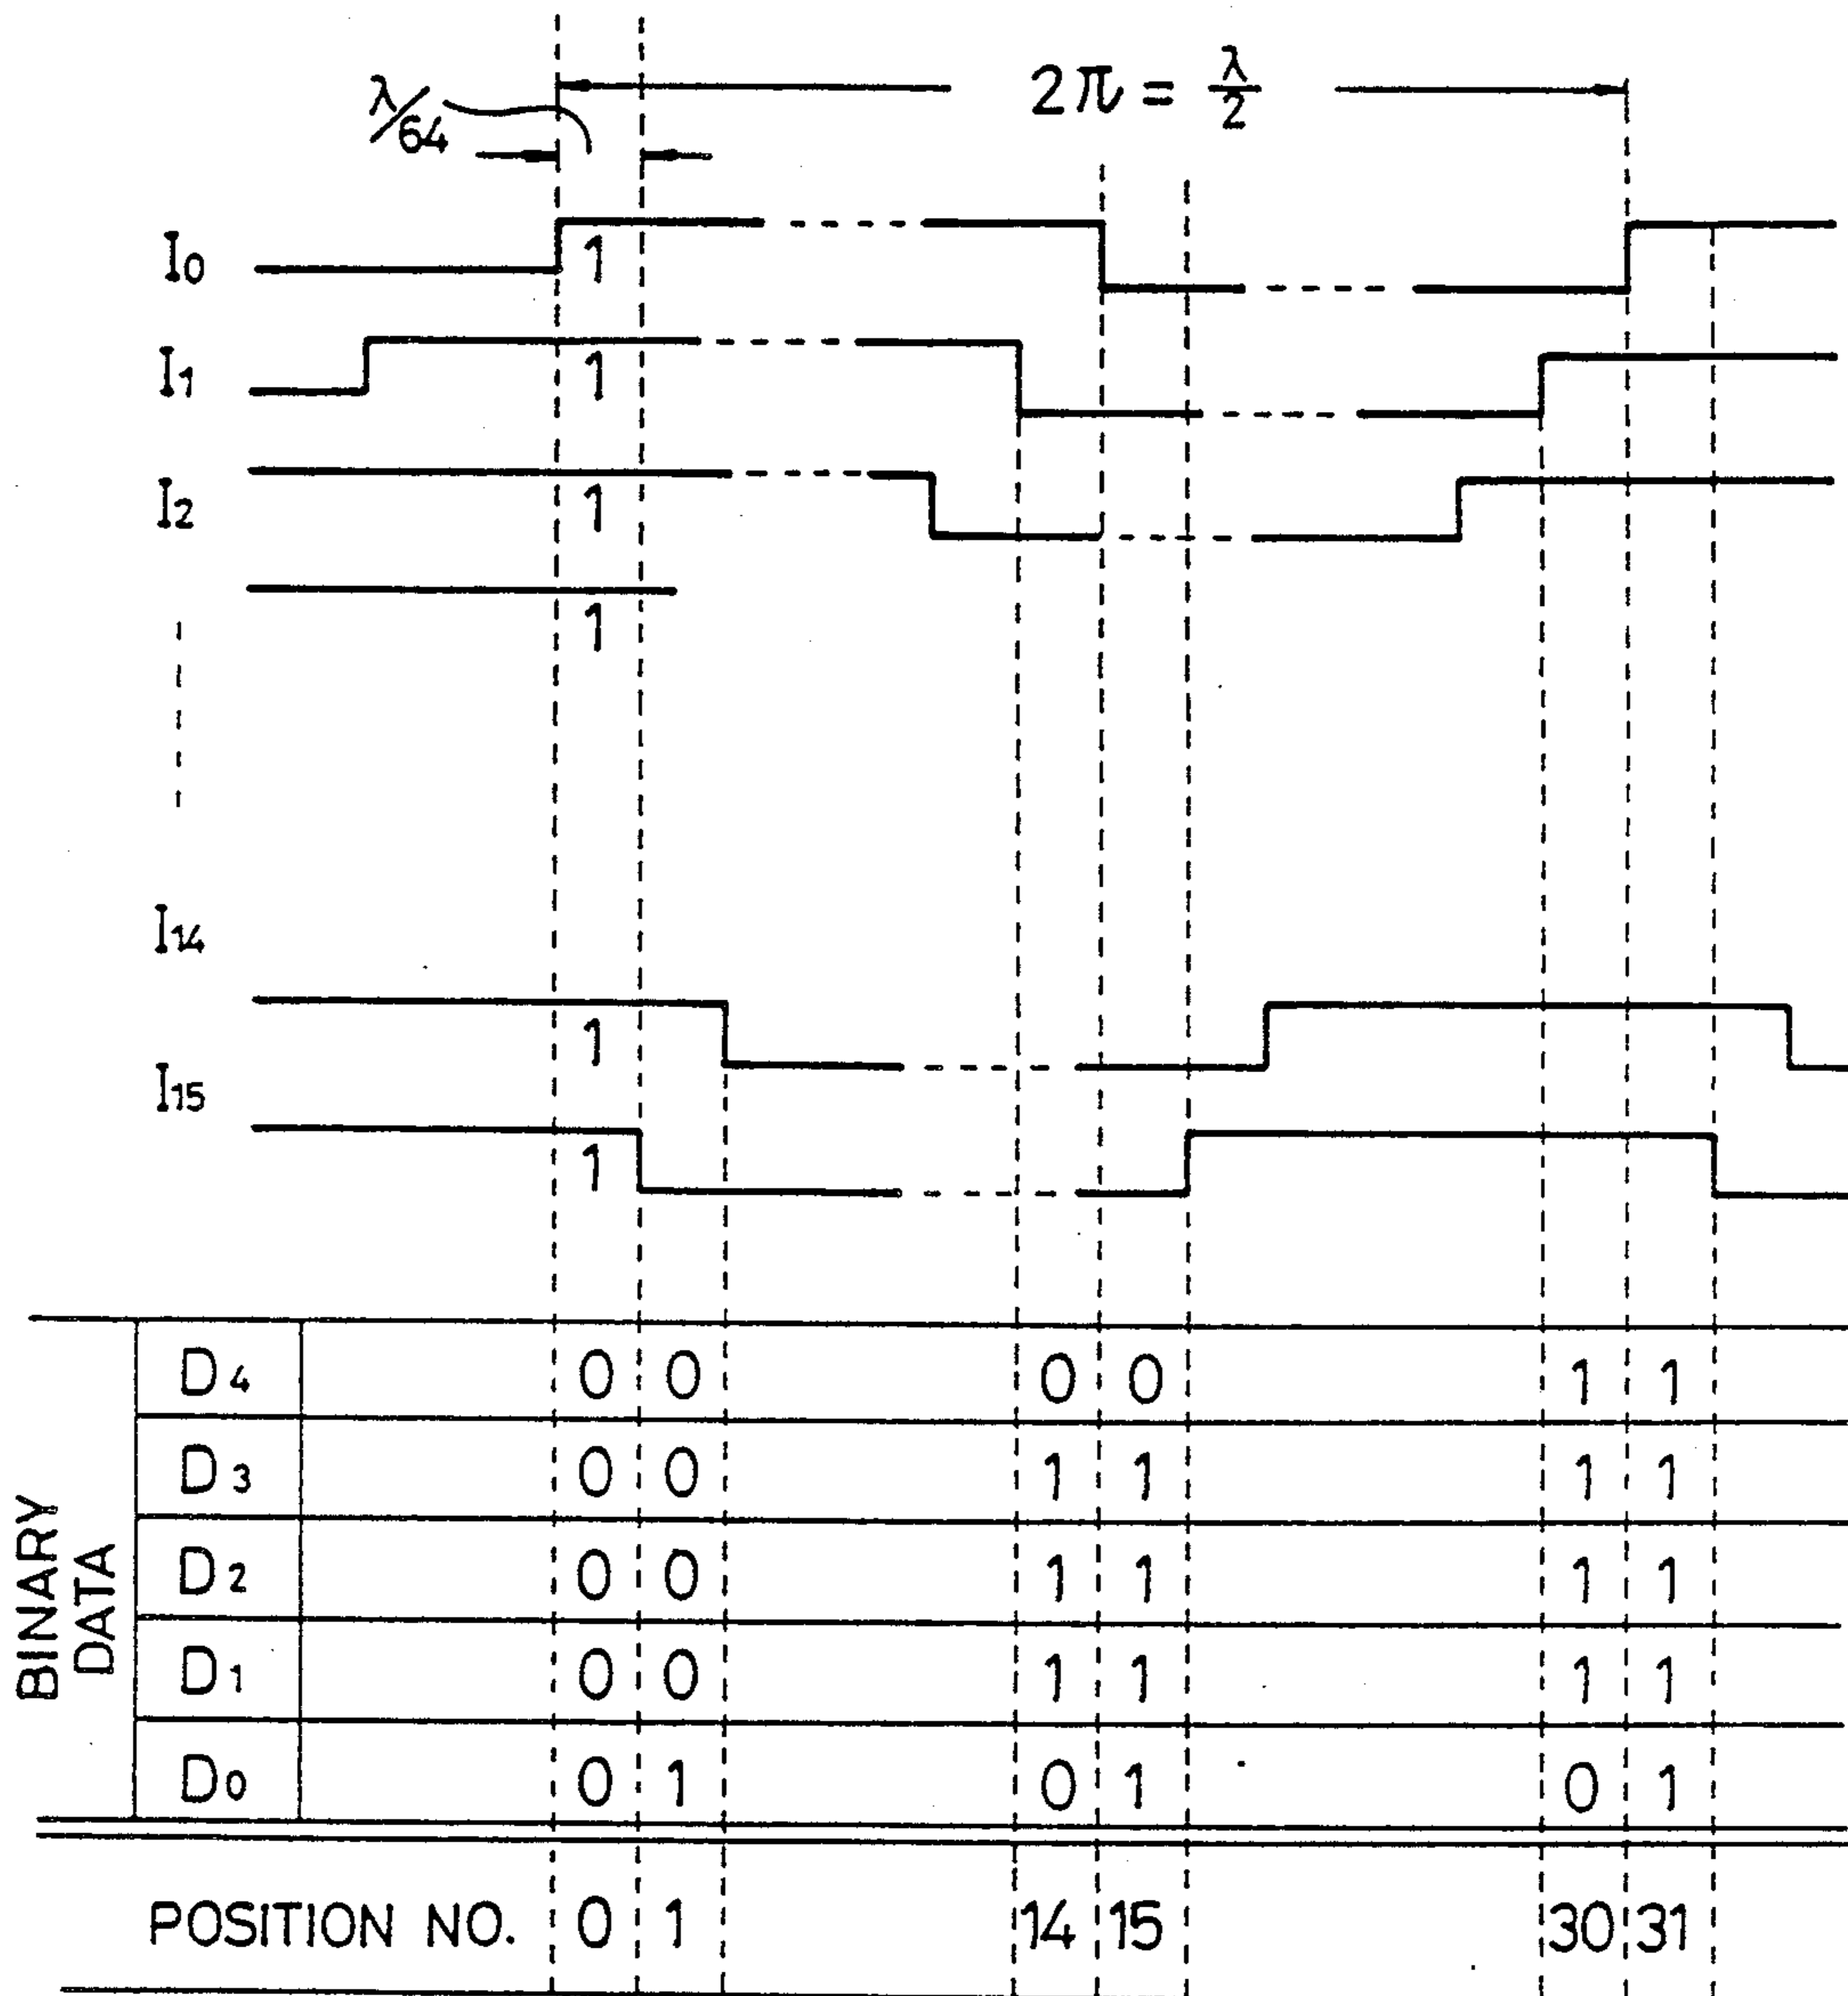 λ/64
2π = λ/2
I0 1
I1 1
I2 1
1
I14
1
I15
1
BINARY DATA
D4 0 0 0 0 1 1
D3 0 0 1 1 1 1
D2 0 0 1 1 1 1
D1 0 0 1 1 1 1
D0 0 1 0 1 0 1
POSITION NO. 0 1 14 15 30 31